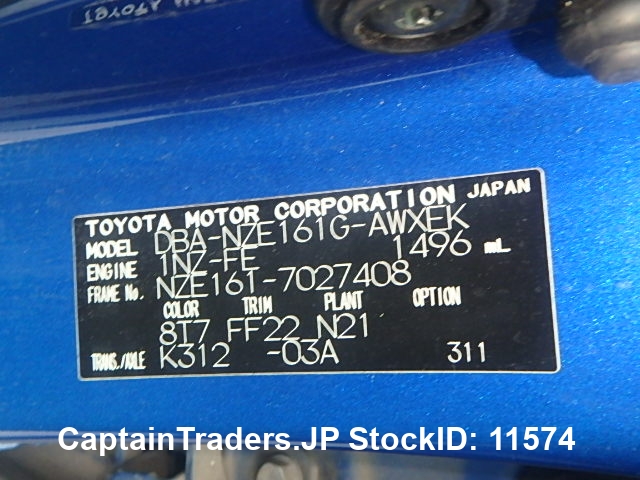 TOYOTA MOTOR CORPORATION JAPAN
MODEL DBA-NZE161G-AWXEK
ENGINE 1NZ-FE 1496 mL
FRAME No. NZE161-7027408
COLOR TRIM PLANT OPTION
8T7 FF22 N21
TRANS./AXLE K312 -03A 311
CaptainTraders.JP StockID: 11574